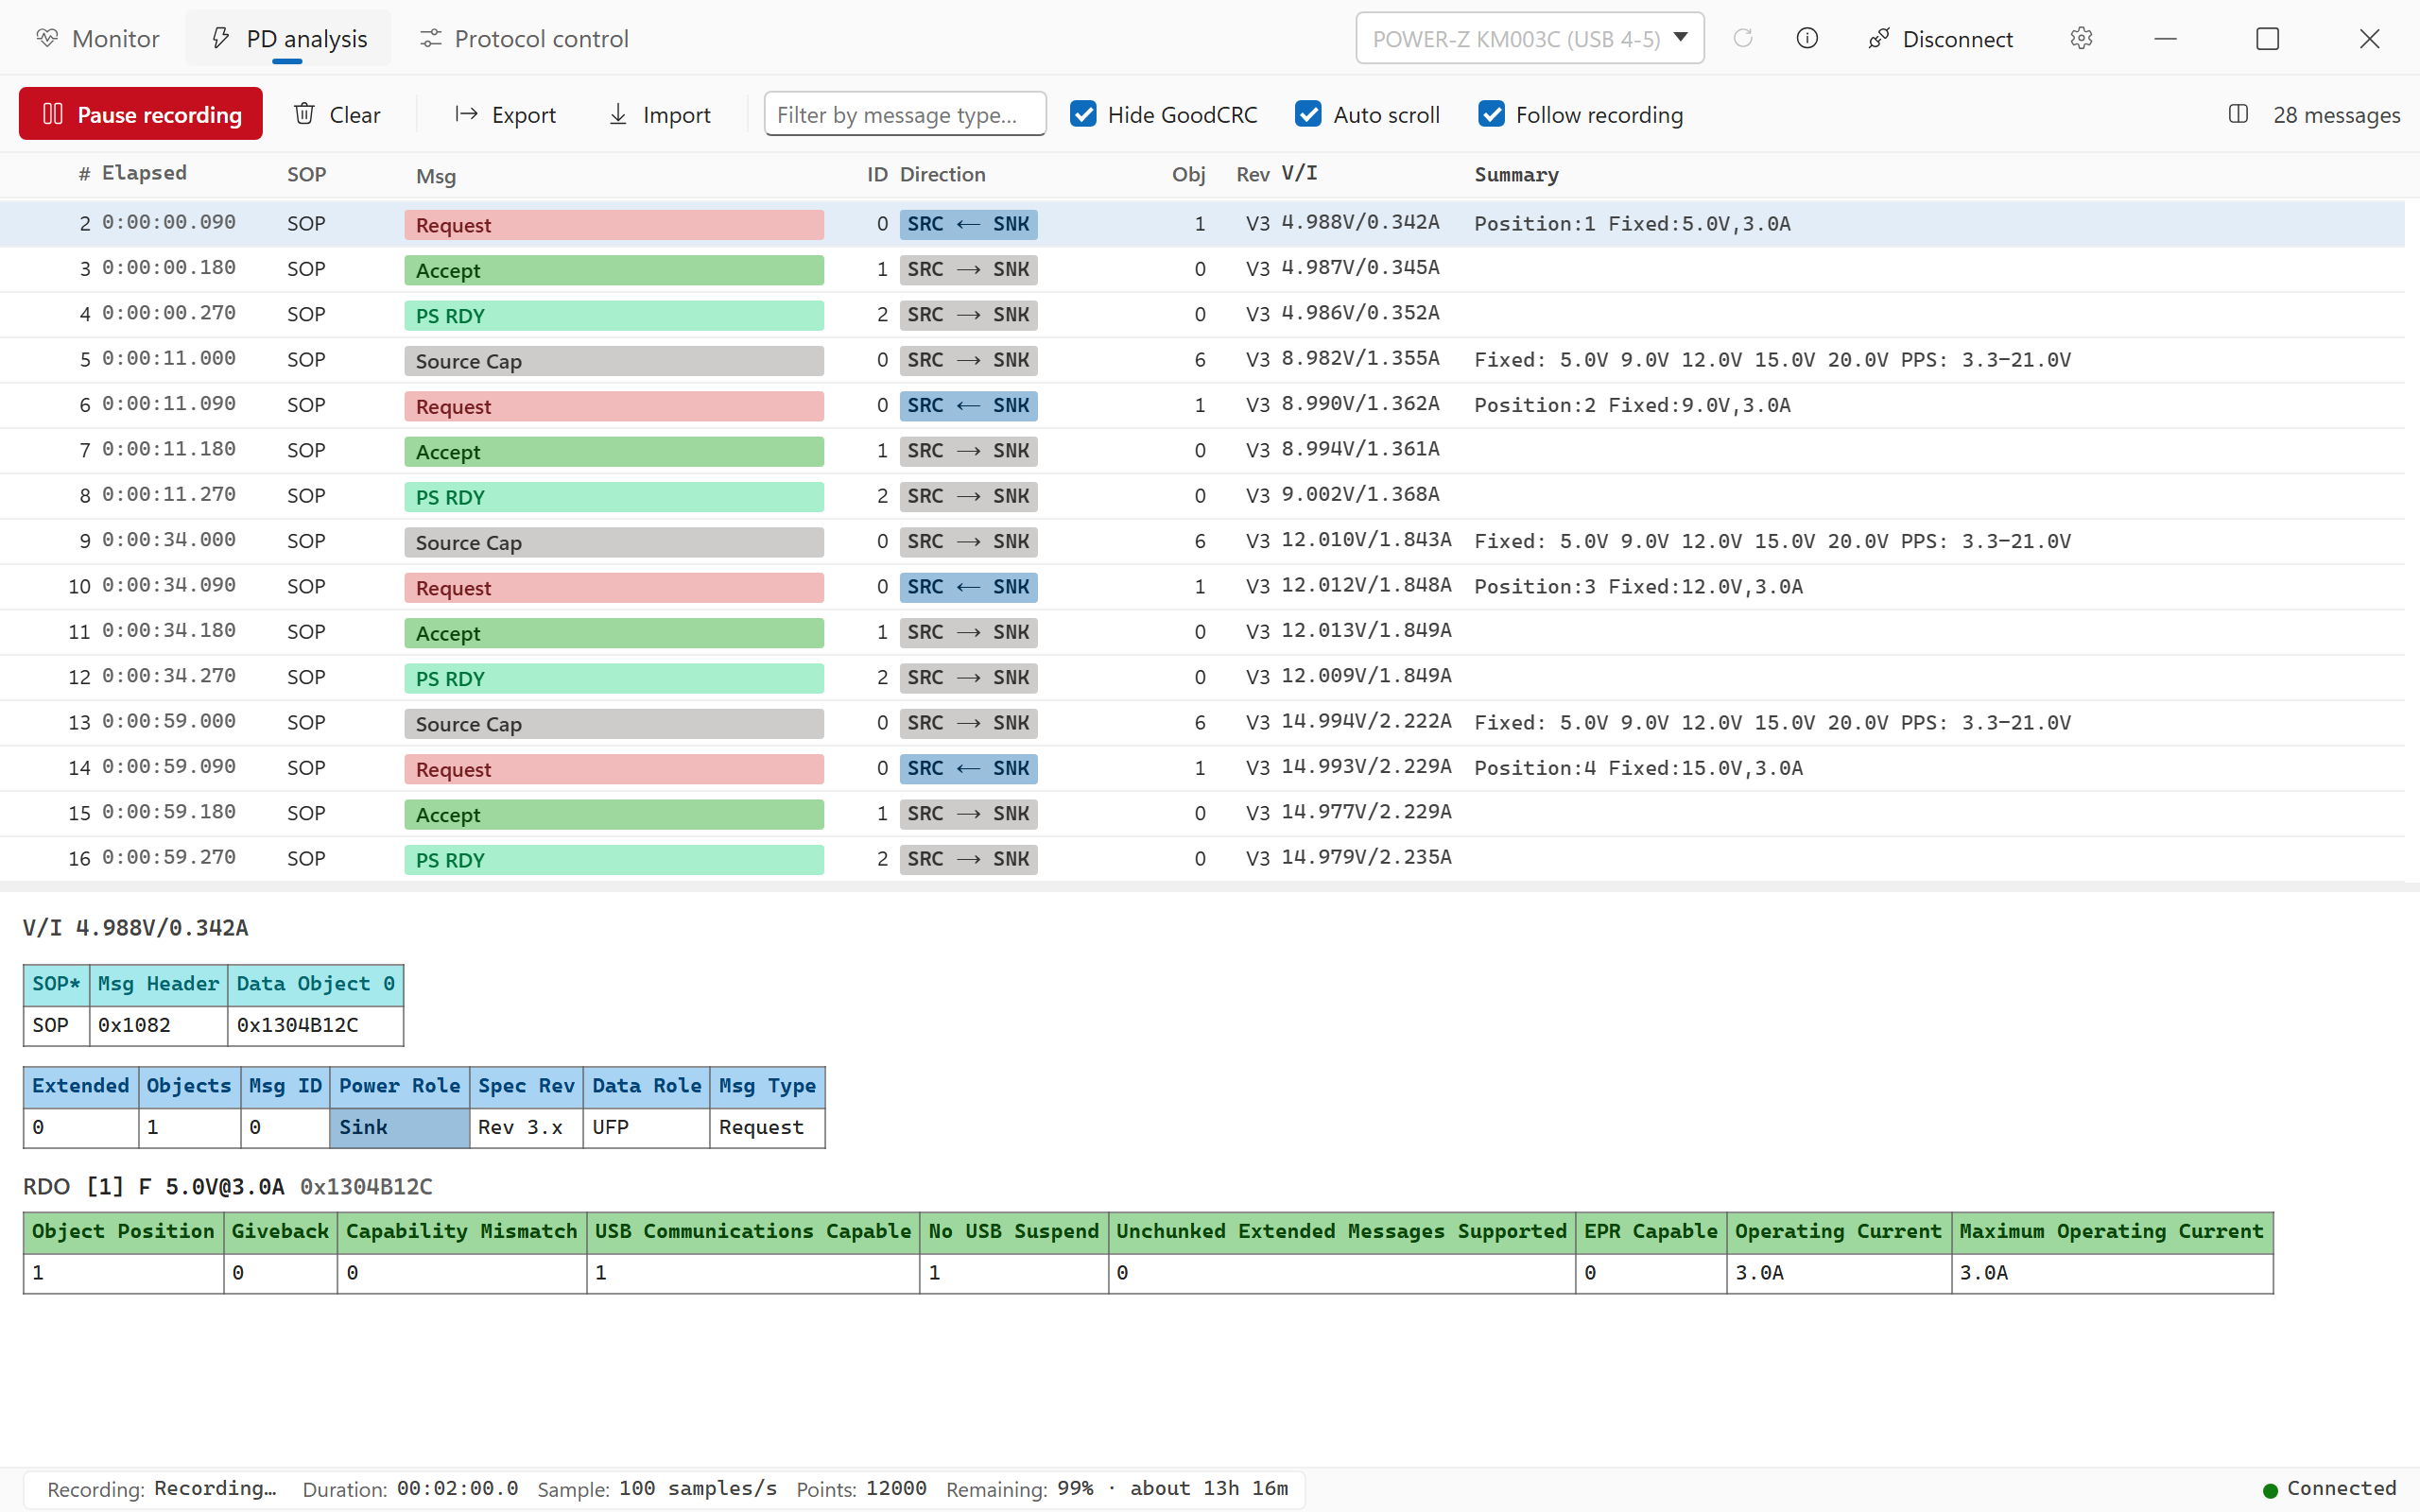 Monitor PD analysis Protocol control POWER-Z KM003C (USB 4-5) Disconnect
Pause recording Clear Export Import Filter by message type... Hide GoodCRC Auto scroll Follow recording 28 messages
# Elapsed SOP Msg ID Direction Obj Rev V/I Summary
2 0:00:00.090 SOP Request 0 SRC ⟵ SNK 1 V3 4.988V/0.342A Position:1 Fixed:5.0V,3.0A
3 0:00:00.180 SOP Accept 1 SRC ⟶ SNK 0 V3 4.987V/0.345A
4 0:00:00.270 SOP PS RDY 2 SRC ⟶ SNK 0 V3 4.986V/0.352A
5 0:00:11.000 SOP Source Cap 0 SRC ⟶ SNK 6 V3 8.982V/1.355A Fixed: 5.0V 9.0V 12.0V 15.0V 20.0V PPS: 3.3-21.0V
6 0:00:11.090 SOP Request 0 SRC ⟵ SNK 1 V3 8.990V/1.362A Position:2 Fixed:9.0V,3.0A
7 0:00:11.180 SOP Accept 1 SRC ⟶ SNK 0 V3 8.994V/1.361A
8 0:00:11.270 SOP PS RDY 2 SRC ⟶ SNK 0 V3 9.002V/1.368A
9 0:00:34.000 SOP Source Cap 0 SRC ⟶ SNK 6 V3 12.010V/1.843A Fixed: 5.0V 9.0V 12.0V 15.0V 20.0V PPS: 3.3-21.0V
10 0:00:34.090 SOP Request 0 SRC ⟵ SNK 1 V3 12.012V/1.848A Position:3 Fixed:12.0V,3.0A
11 0:00:34.180 SOP Accept 1 SRC ⟶ SNK 0 V3 12.013V/1.849A
12 0:00:34.270 SOP PS RDY 2 SRC ⟶ SNK 0 V3 12.009V/1.849A
13 0:00:59.000 SOP Source Cap 0 SRC ⟶ SNK 6 V3 14.994V/2.222A Fixed: 5.0V 9.0V 12.0V 15.0V 20.0V PPS: 3.3-21.0V
14 0:00:59.090 SOP Request 0 SRC ⟵ SNK 1 V3 14.993V/2.229A Position:4 Fixed:15.0V,3.0A
15 0:00:59.180 SOP Accept 1 SRC ⟶ SNK 0 V3 14.977V/2.229A
16 0:00:59.270 SOP PS RDY 2 SRC ⟶ SNK 0 V3 14.979V/2.235A
V/I 4.988V/0.342A
SOP* Msg Header Data Object 0
SOP 0x1082 0x1304B12C
Extended Objects Msg ID Power Role Spec Rev Data Role Msg Type
0 1 0 Sink Rev 3.x UFP Request
RDO [1] F 5.0V@3.0A 0x1304B12C
Object Position Giveback Capability Mismatch USB Communications Capable No USB Suspend Unchunked Extended Messages Supported EPR Capable Operating Current Maximum Operating Current
1 0 0 1 1 0 0 3.0A 3.0A
Recording: Recording… Duration: 00:02:00.0 Sample: 100 samples/s Points: 12000 Remaining: 99% · about 13h 16m Connected